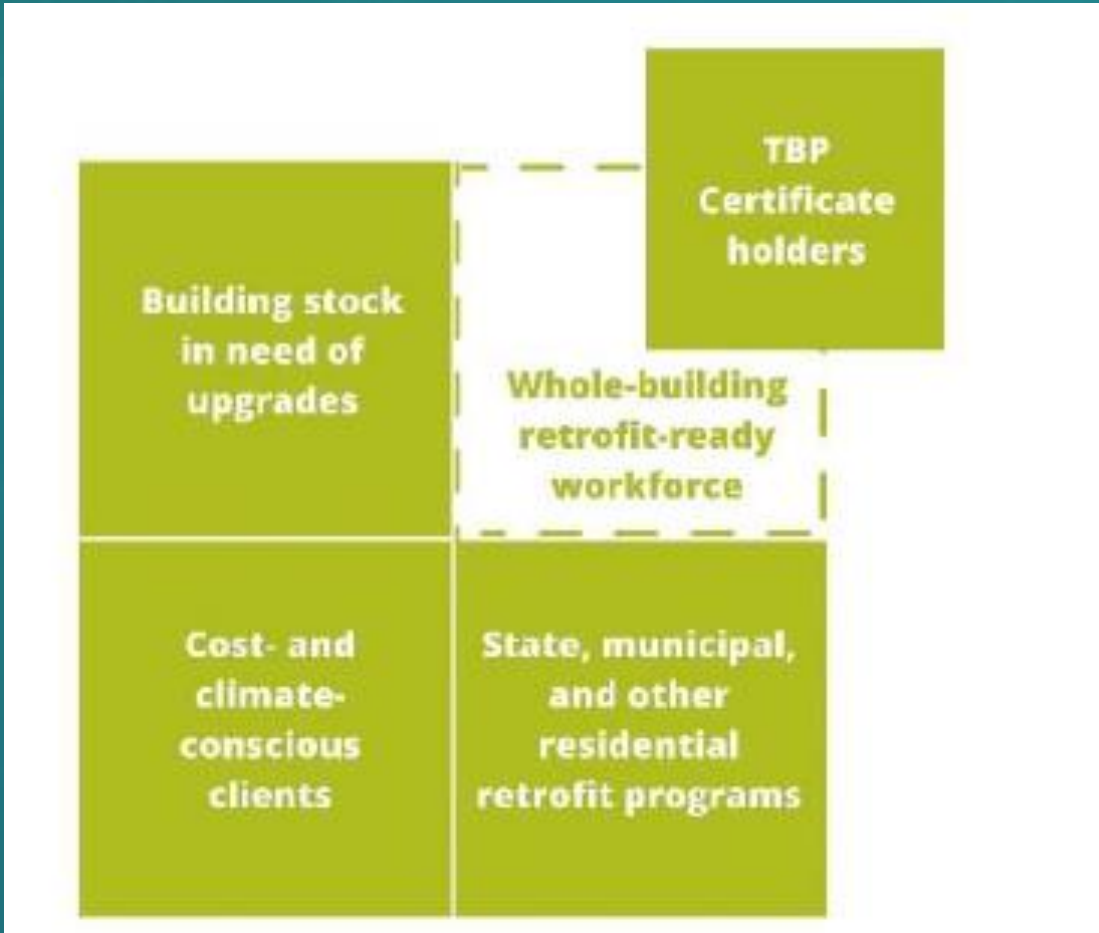 TBP
Certificate
holders
Building stock
in need of
upgrades
Whole-building
retrofit-ready
workforce
Cost- and
climate-
conscious
clients
State, municipal,
and other
residential
retrofit programs